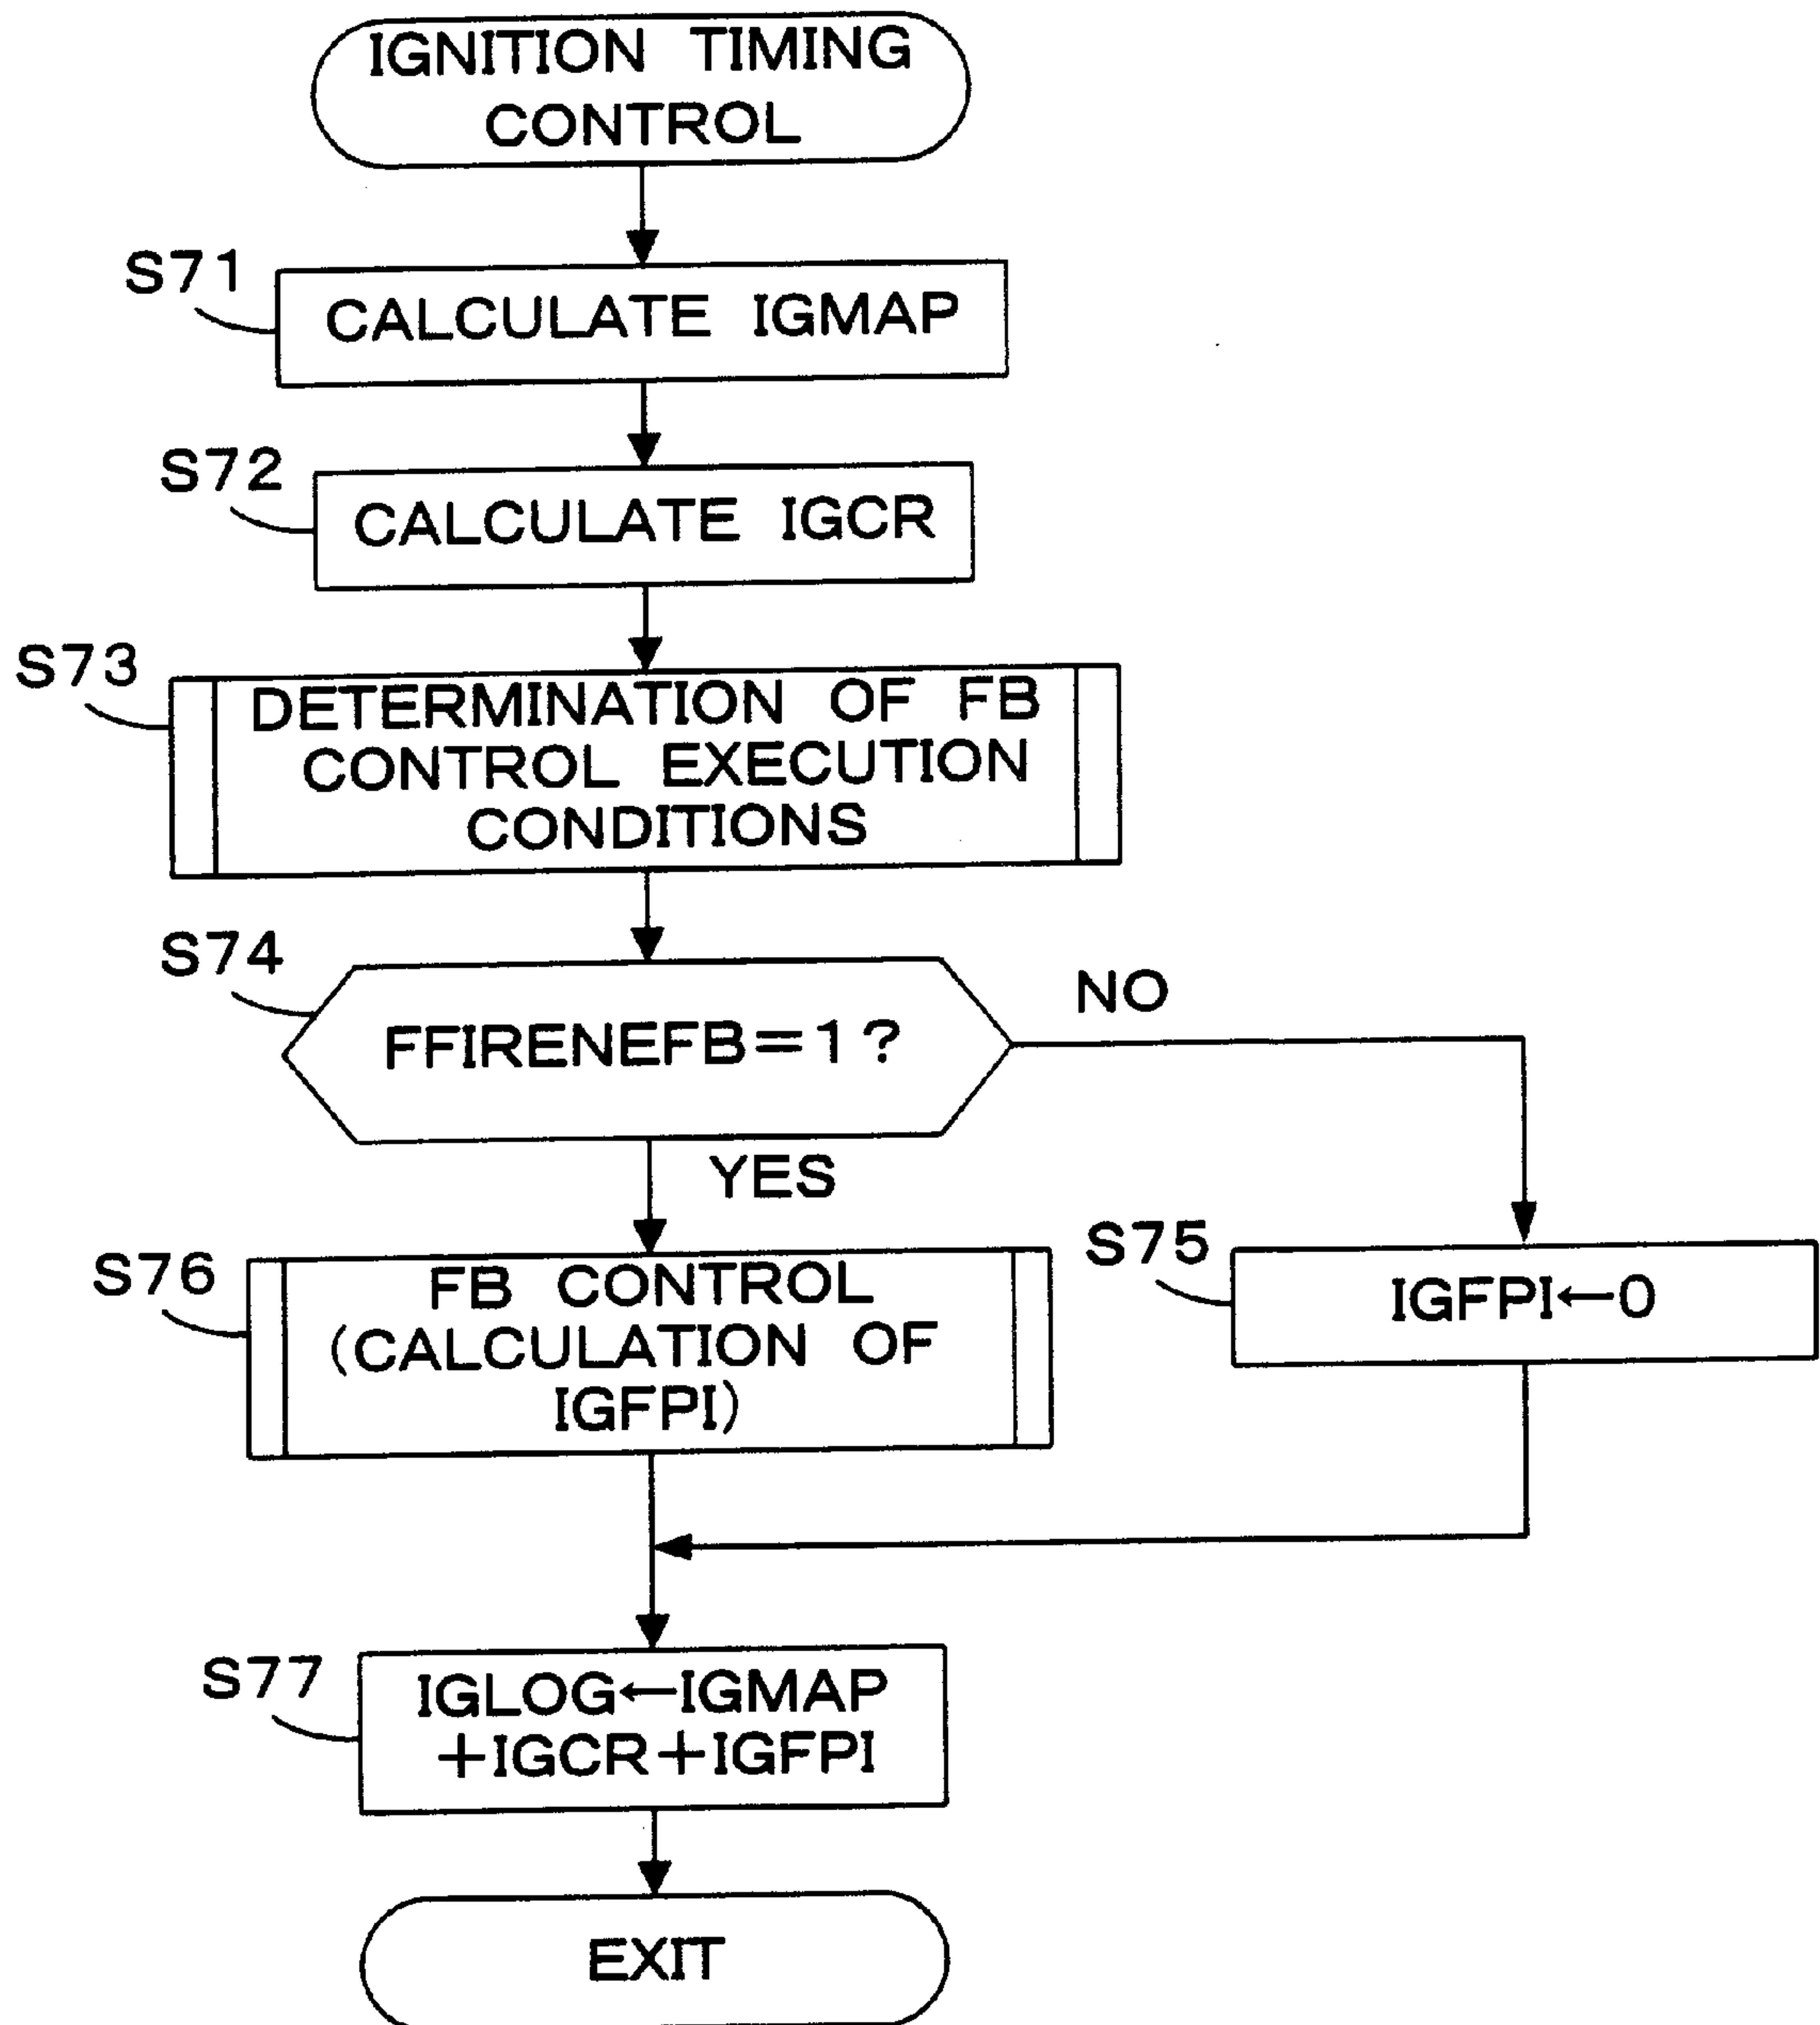 IGNITION TIMING
CONTROL
S71
CALCULATE IGMAP
S72
CALCULATE IGCR
S73
DETERMINATION OF FB
CONTROL EXECUTION
CONDITIONS
S74
FFIRENEFB=1?
NO
YES
S76
FB CONTROL
(CALCULATION OF
IGFPI)
S75
IGFPI←0
S77
IGLOG←IGMAP
+IGCR+IGFPI
EXIT